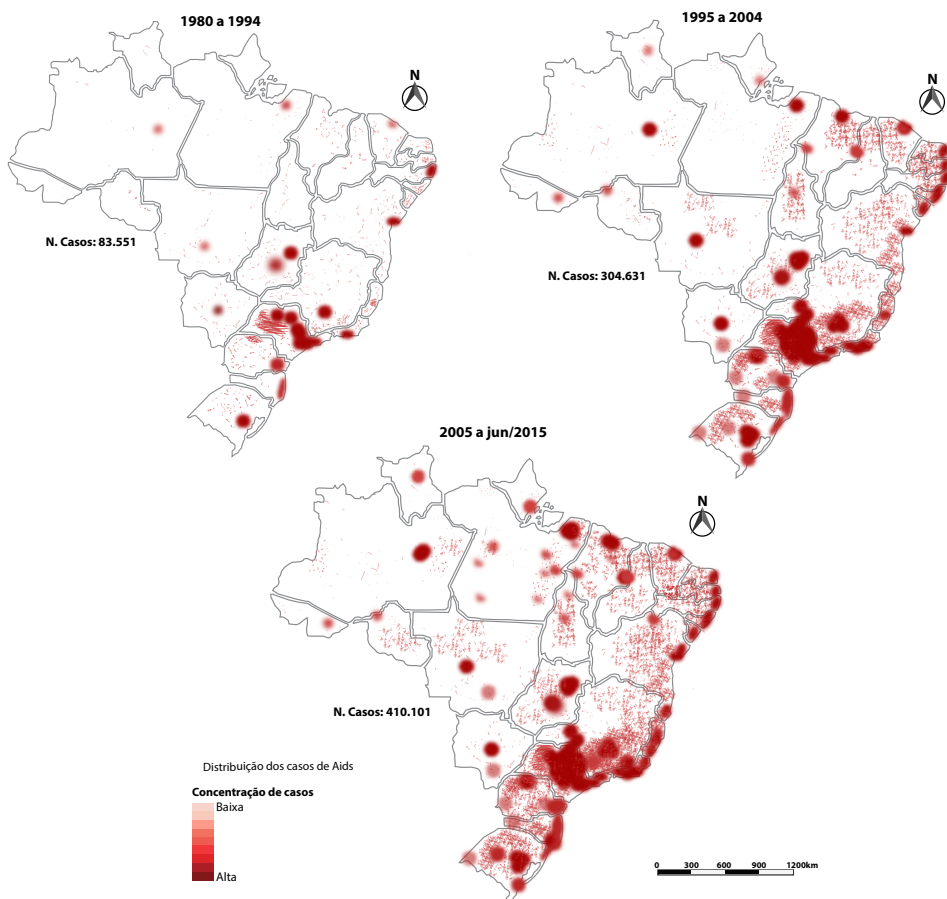 1980 a 1994
N
N. Casos: 83.551
1995 a 2004
N
N. Casos: 304.631
2005 a jun/2015
N
N. Casos: 410.101
Distribuição dos casos de Aids
Concentração de casos
Baixa
Alta
0 300 600 900 1200km